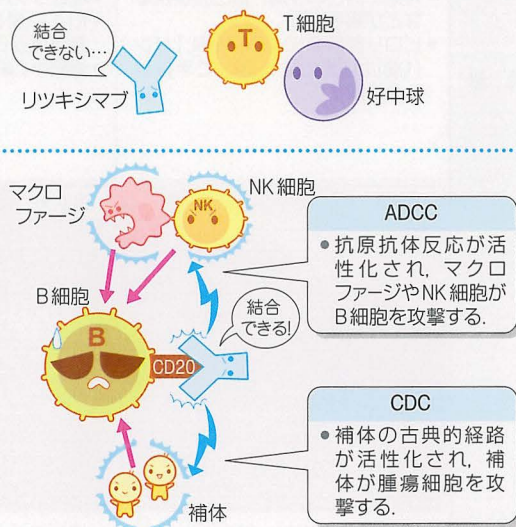 結合
できない…
リツキシマブ
T
T細胞
好中球
マクロ
ファージ
NK
NK細胞
ADCC
● 抗原抗体反応が活
性化され，マクロ
ファージやNK細胞が
B細胞を攻撃する．
B細胞
B
CD20
結合
できる!
CDC
● 補体の古典的経路
が活性化され，補
体が腫瘍細胞を攻
撃する．
補体